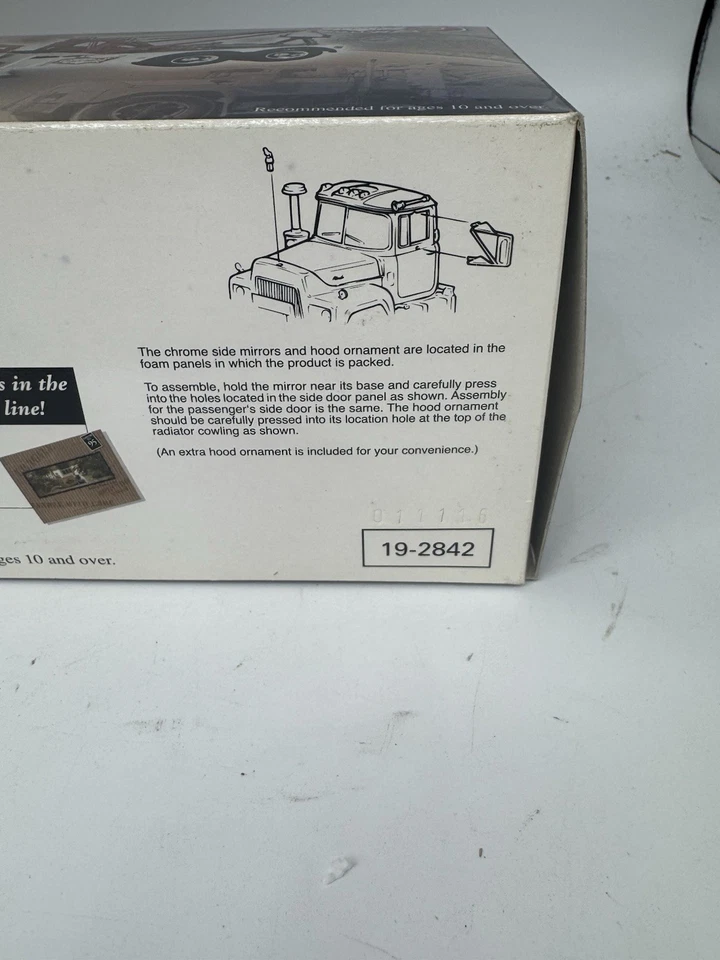 Recommended for ages 10 and over
The chrome side mirrors and hood ornament are located in the
foam panels in which the product is packed.
To assemble, hold the mirror near its base and carefully press
into the holes located in the side door panel as shown. Assembly
for the passenger's side door is the same. The hood ornament
should be carefully pressed into its location hole at the top of the
radiator cowling as shown.
(An extra hood ornament is included for your convenience.)
s in the
line!
19-2842
ges 10 and over.